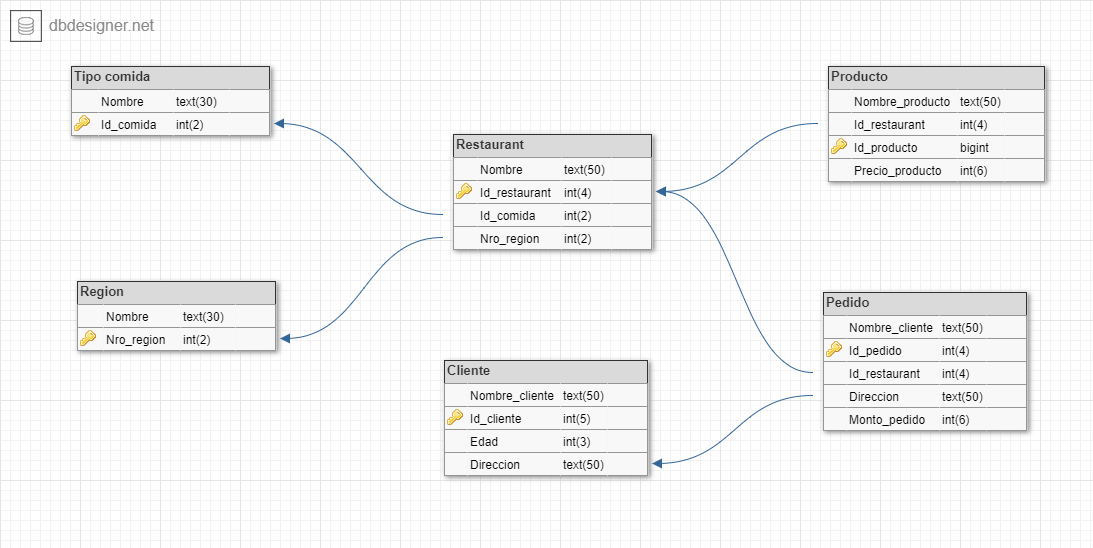 dbdesigner.net
Tipo comida
Nombre text(30)
Id_comida int(2)
Region
Nombre text(30)
Nro_region int(2)
Restaurant
Nombre text(50)
Id_restaurant int(4)
Id_comida int(2)
Nro_region int(2)
Cliente
Nombre_cliente text(50)
Id_cliente int(5)
Edad int(3)
Direccion text(50)
Producto
Nombre_producto text(50)
Id_restaurant int(4)
Id_producto bigint
Precio_producto int(6)
Pedido
Nombre_cliente text(50)
Id_pedido int(4)
Id_restaurant int(4)
Direccion text(50)
Monto_pedido int(6)